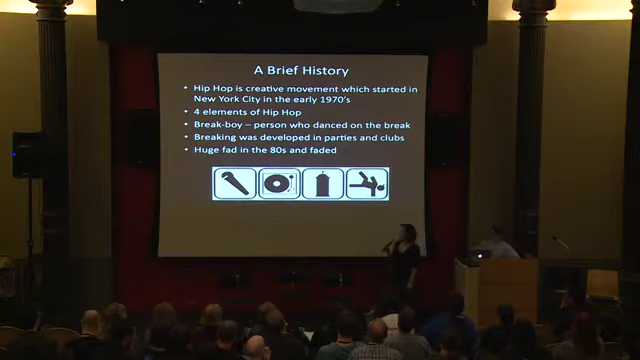 A Brief History
• Hip Hop is creative movement which started in
New York City in the early 1970's
• 4 elements of Hip Hop
• Break-boy – person who danced on the break
• Breaking was developed in parties and clubs
• Huge fad in the 80s and faded